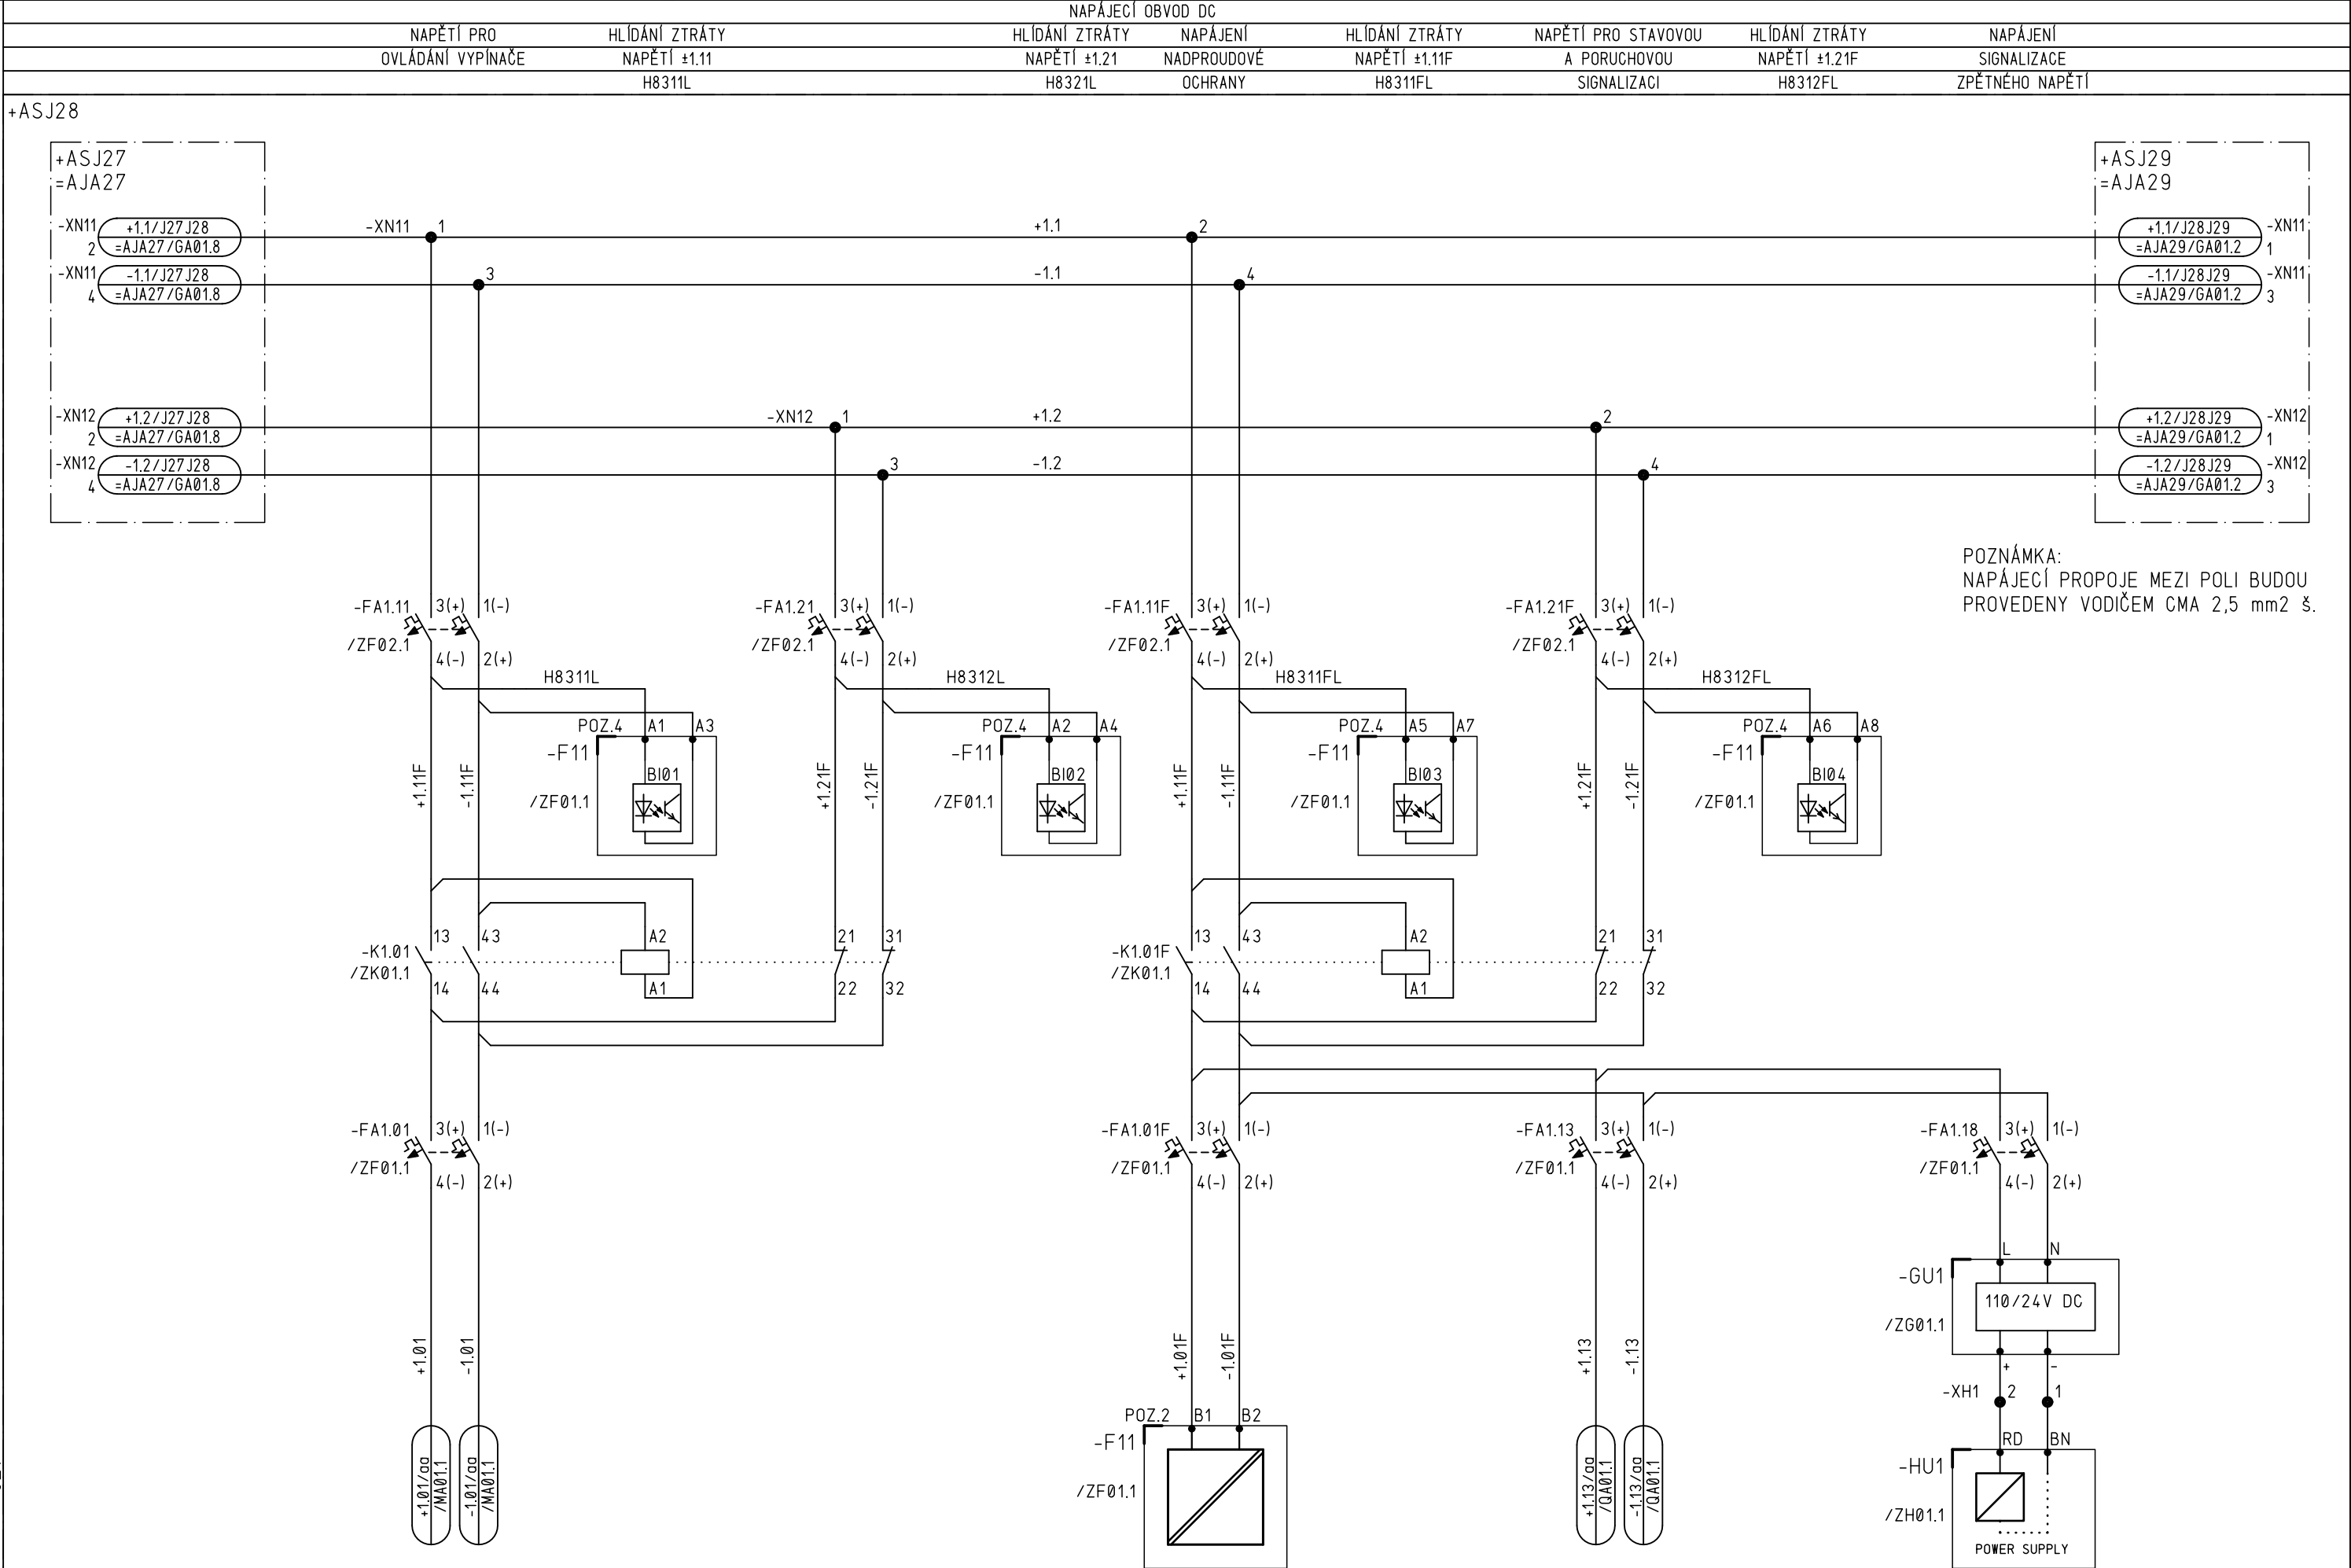 NAPÁJECÍ OBVOD DC
NAPĚTÍ PRO HLÍDÁNÍ ZTRÁTY HLÍDÁNÍ ZTRÁTY NAPÁJENÍ HLÍDÁNÍ ZTRÁTY NAPĚTÍ PRO STAVOVOU HLÍDÁNÍ ZTRÁTY NAPÁJENÍ
OVLÁDÁNÍ VYPÍNAČE NAPĚTÍ ±1.11 NAPĚTÍ ±1.21 NADPROUDOVÉ NAPĚTÍ ±1.11F A PORUCHOVOU NAPĚTÍ ±1.21F SIGNALIZACE
H8311L H8321L OCHRANY H8311FL SIGNALIZACI H8312FL ZPĚTNÉHO NAPĚTÍ
+ASJ28
+ASJ27 +ASJ29
=AJA27 =AJA29
-XN11 +1.1/J27J28 -XN11 1 +1.1 2 +1.1/J28J29 -XN11
2 =AJA27/GA01.8 =AJA29/GA01.2 1
-XN11 -1.1/J27J28 3 -1.1 4 -1.1/J28J29 -XN11
4 =AJA27/GA01.8 =AJA29/GA01.2 3
-XN12 +1.2/J27J28 -XN12 1 +1.2 2 +1.2/J28J29 -XN12
2 =AJA27/GA01.8 =AJA29/GA01.2 1
-XN12 -1.2/J27J28 3 -1.2 4 -1.2/J28J29 -XN12
4 =AJA27/GA01.8 =AJA29/GA01.2 3
POZNÁMKA:
NAPÁJECÍ PROPOJE MEZI POLI BUDOU
PROVEDENY VODIČEM CMA 2,5 mm2 š.
-FA1.11 3(+) 1(-) -FA1.21 3(+) 1(-) -FA1.11F 3(+) 1(-) -FA1.21F 3(+) 1(-)
/ZF02.1 /ZF02.1 /ZF02.1 /ZF02.1
4(-) 2(+) 4(-) 2(+) 4(-) 2(+) 4(-) 2(+)
H8311L H8312L H8311FL H8312FL
POZ.4 A1 A3 POZ.4 A2 A4 POZ.4 A5 A7 POZ.4 A6 A8
-F11 -F11 -F11 -F11
BI01 BI02 BI03 BI04
+1.11F -1.11F /ZF01.1 +1.21F -1.21F /ZF01.1 +1.11F -1.11F /ZF01.1 +1.21F -1.21F /ZF01.1
13 43 A2 21 31 13 43 A2 21 31
-K1.01 -K1.01F
/ZK01.1 /ZK01.1
14 44 A1 22 32 14 44 A1 22 32
-FA1.01 3(+) 1(-) -FA1.01F 3(+) 1(-) -FA1.13 3(+) 1(-) -FA1.18 3(+) 1(-)
/ZF01.1 /ZF01.1 /ZF01.1 /ZF01.1
4(-) 2(+) 4(-) 2(+) 4(-) 2(+) 4(-) 2(+)
L N
-GU1
110/24V DC
/ZG01.1
+1.01 -1.01 +1.01F -1.01F +1.13 -1.13
+ -
-XH1 2 1
POZ.2 B1 B2
-F11
RD BN
-HU1
+1.01/aa /MA01.1 -1.01/aa /MA01.1 /ZF01.1 +1.13/aa /QA01.1 -1.13/aa /QA01.1
/ZH01.1
POWER SUPPLY